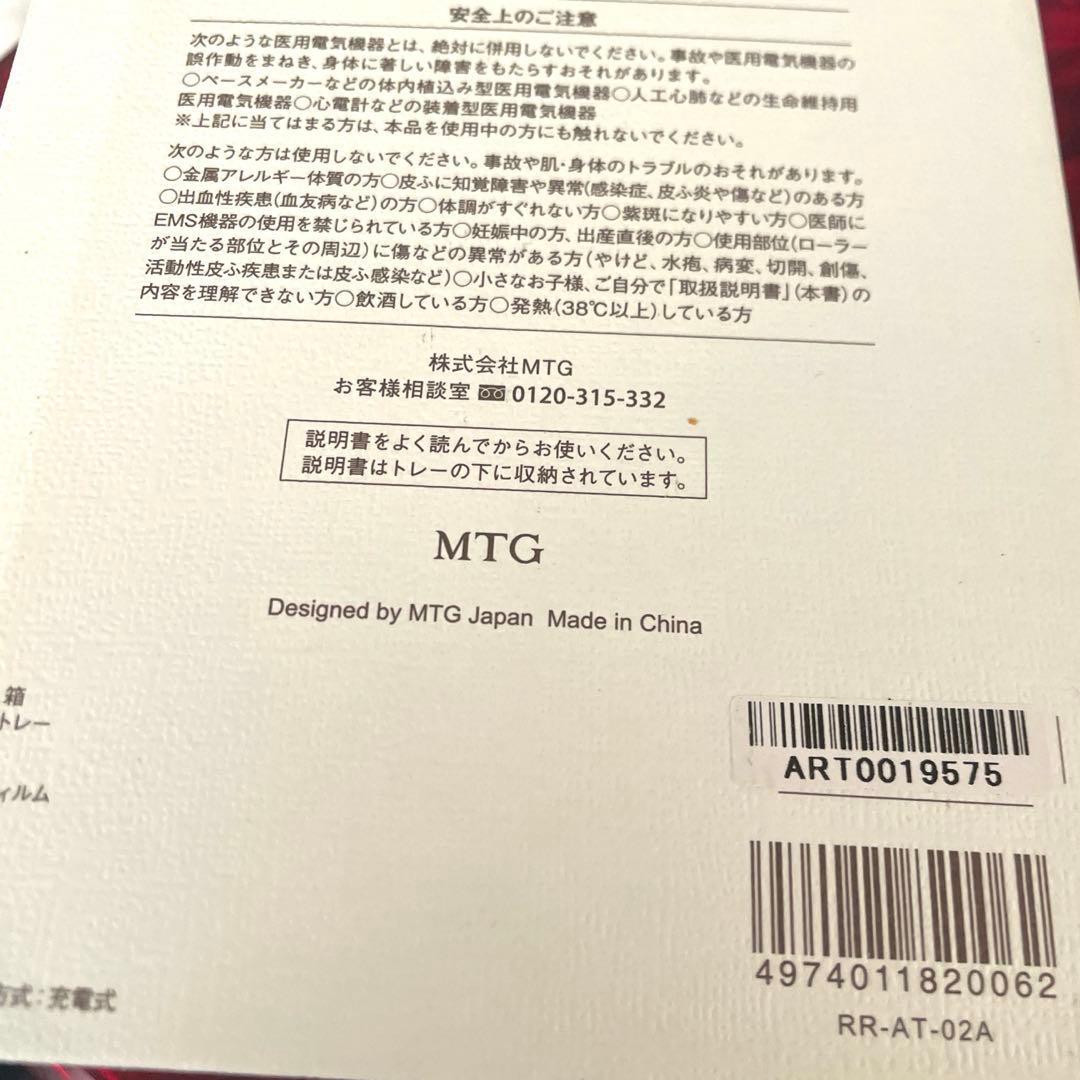 安全上のご注意
次のような医用電気機器とは、絶対に併用しないでください。事故や医用電気機器の
誤作動をまねき、身体に著しい障害をもたらすおそれがあります。
○ペースメーカーなどの体内植込み型医用電気機器○人工心肺などの生命維持用
医用電気機器○心電計などの装着型医用電気機器
※上記に当てはまる方は、本品を使用中の方にも触れないでください。
次のような方は使用しないでください。事故や肌・身体のトラブルのおそれがあります。
○金属アレルギー体質の方○皮ふに知覚障害や異常(感染症、皮ふ炎や傷など)のある方
○出血性疾患(血友病など)の方○体調がすぐれない方○紫斑になりやすい方○医師に
EMS機器の使用を禁じられている方○妊娠中の方、出産直後の方○使用部位(ローラー
が当たる部位とその周辺)に傷などの異常がある方(やけど、水疱、病変、切開、創傷、
活動性皮ふ疾患または皮ふ感染など)○小さなお子様、ご自分で「取扱説明書」(本書)の
内容を理解できない方○飲酒している方○発熱(38℃以上)している方
株式会社MTG
お客様相談室 0120-315-332
説明書をよく読んでからお使いください。
説明書はトレーの下に収納されています。
MTG
Designed by MTG Japan Made in China
箱
トレー
ィルム
方式：充電式
ART0019575
4974011820062
RR-AT-02A